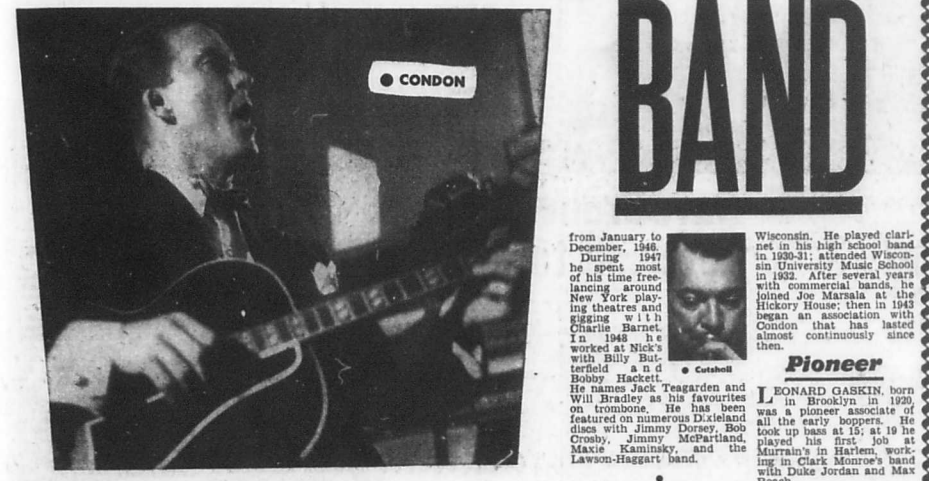 ● CONDON
BAND
from January to
December, 1946.
During 1947
he spent most
of his time free-
lancing around
New York play-
ing theatres and
gigging with
Charlie Barnet.
In 1948 he
worked at Nick's
with Billy But-
terfield and
Bobby Hackett.
He names Jack Teagarden and
Will Bradley as his favourites
on trombone. He has been
featured on numerous Dixieland
discs with Jimmy Dorsey, Bob
Crosby, Jimmy McPartland,
Maxie Kaminsky, and the
Lawson-Haggart band.
● Cutshall
Wisconsin. He played clari-
net in his high school band
in 1930-31; attended Wiscon-
sin University Music School
in 1932. After several years
with commercial bands, he
joined Joe Marsala at the
Hickory House; then in 1943
began an association with
Condon that has lasted
almost continuously since
then.
Pioneer
LEONARD GASKIN, born
in Brooklyn in 1920,
was a pioneer associate of
all the early boppers. He
took up bass at 15; at 19 he
played his first job at
Murrain's in Harlem, work-
ing in Clark Monroe's band
with Duke Jordan and Max